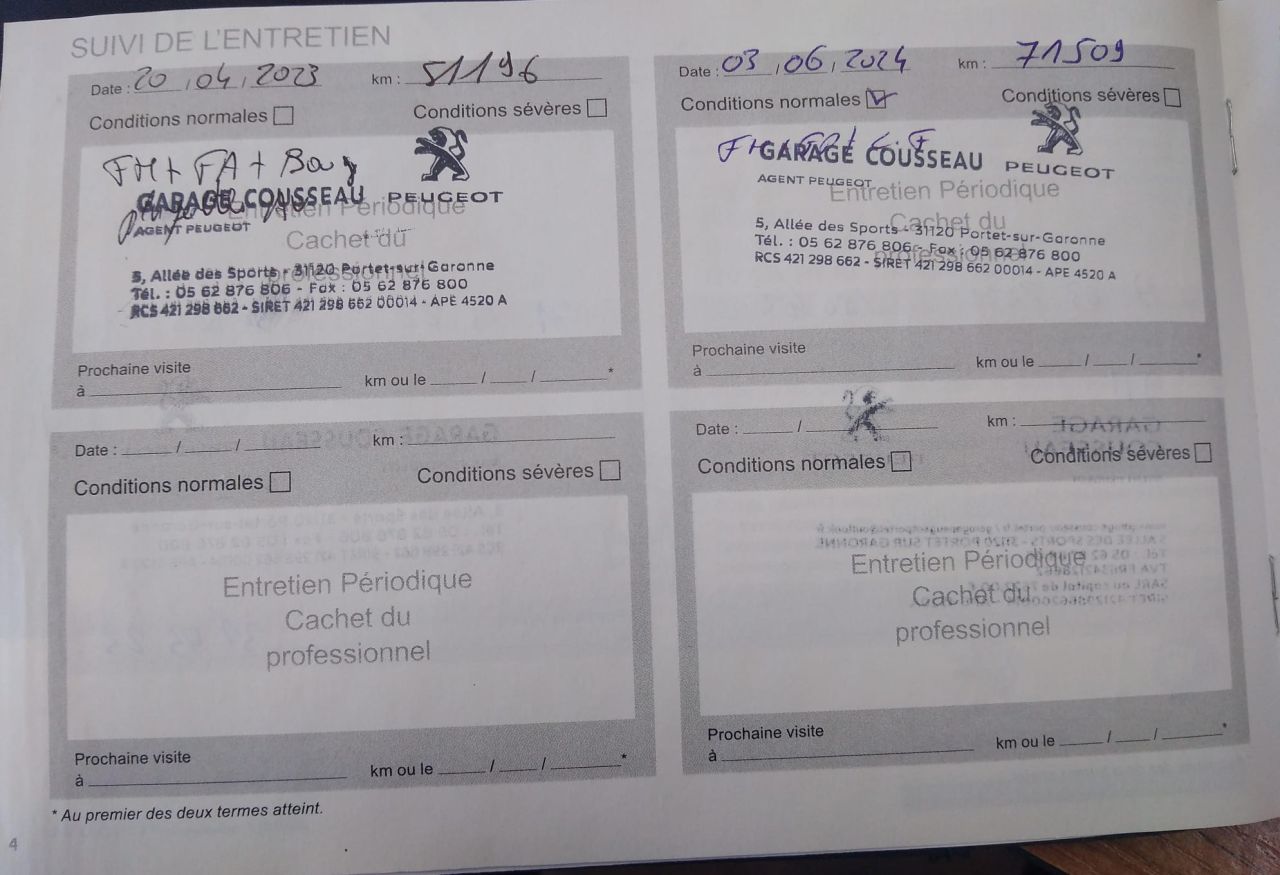 SUIVI DE L'ENTRETIEN
Date : 20 / 04 / 2023 km : 51196
Conditions normales Conditions sévères
FH + FA + Bou
GARAGE COUSSEAU PEUGEOT
AGENT PEUGEOT
Entretien Périodique
Cachet du
professionnel
5, Allée des Sports - 31120 Portet-sur-Garonne
Tél. : 05 62 876 806 - Fax : 05 62 876 800
RCS 421 298 662 - SIRET 421 298 662 00014 - APE 4520 A
Prochaine visite
à km ou le / / *
Date : 03 / 06 / 2024 km : 71509
Conditions normales Conditions sévères
GARAGE COUSSEAU PEUGEOT
AGENT PEUGEOT
Entretien Périodique
Cachet du
professionnel
5, Allée des Sports - 31120 Portet-sur-Garonne
Tél. : 05 62 876 806 - Fax : 05 62 876 800
RCS 421 298 662 - SIRET 421 298 662 00014 - APE 4520 A
Prochaine visite
à km ou le / / *
Date : / / km :
Conditions normales Conditions sévères
Entretien Périodique
Cachet du
professionnel
Prochaine visite
à km ou le / / *
Date : / km :
Conditions normales Conditions sévères
Entretien Périodique
Cachet du
professionnel
Prochaine visite
à km ou le / / *
* Au premier des deux termes atteint.
4